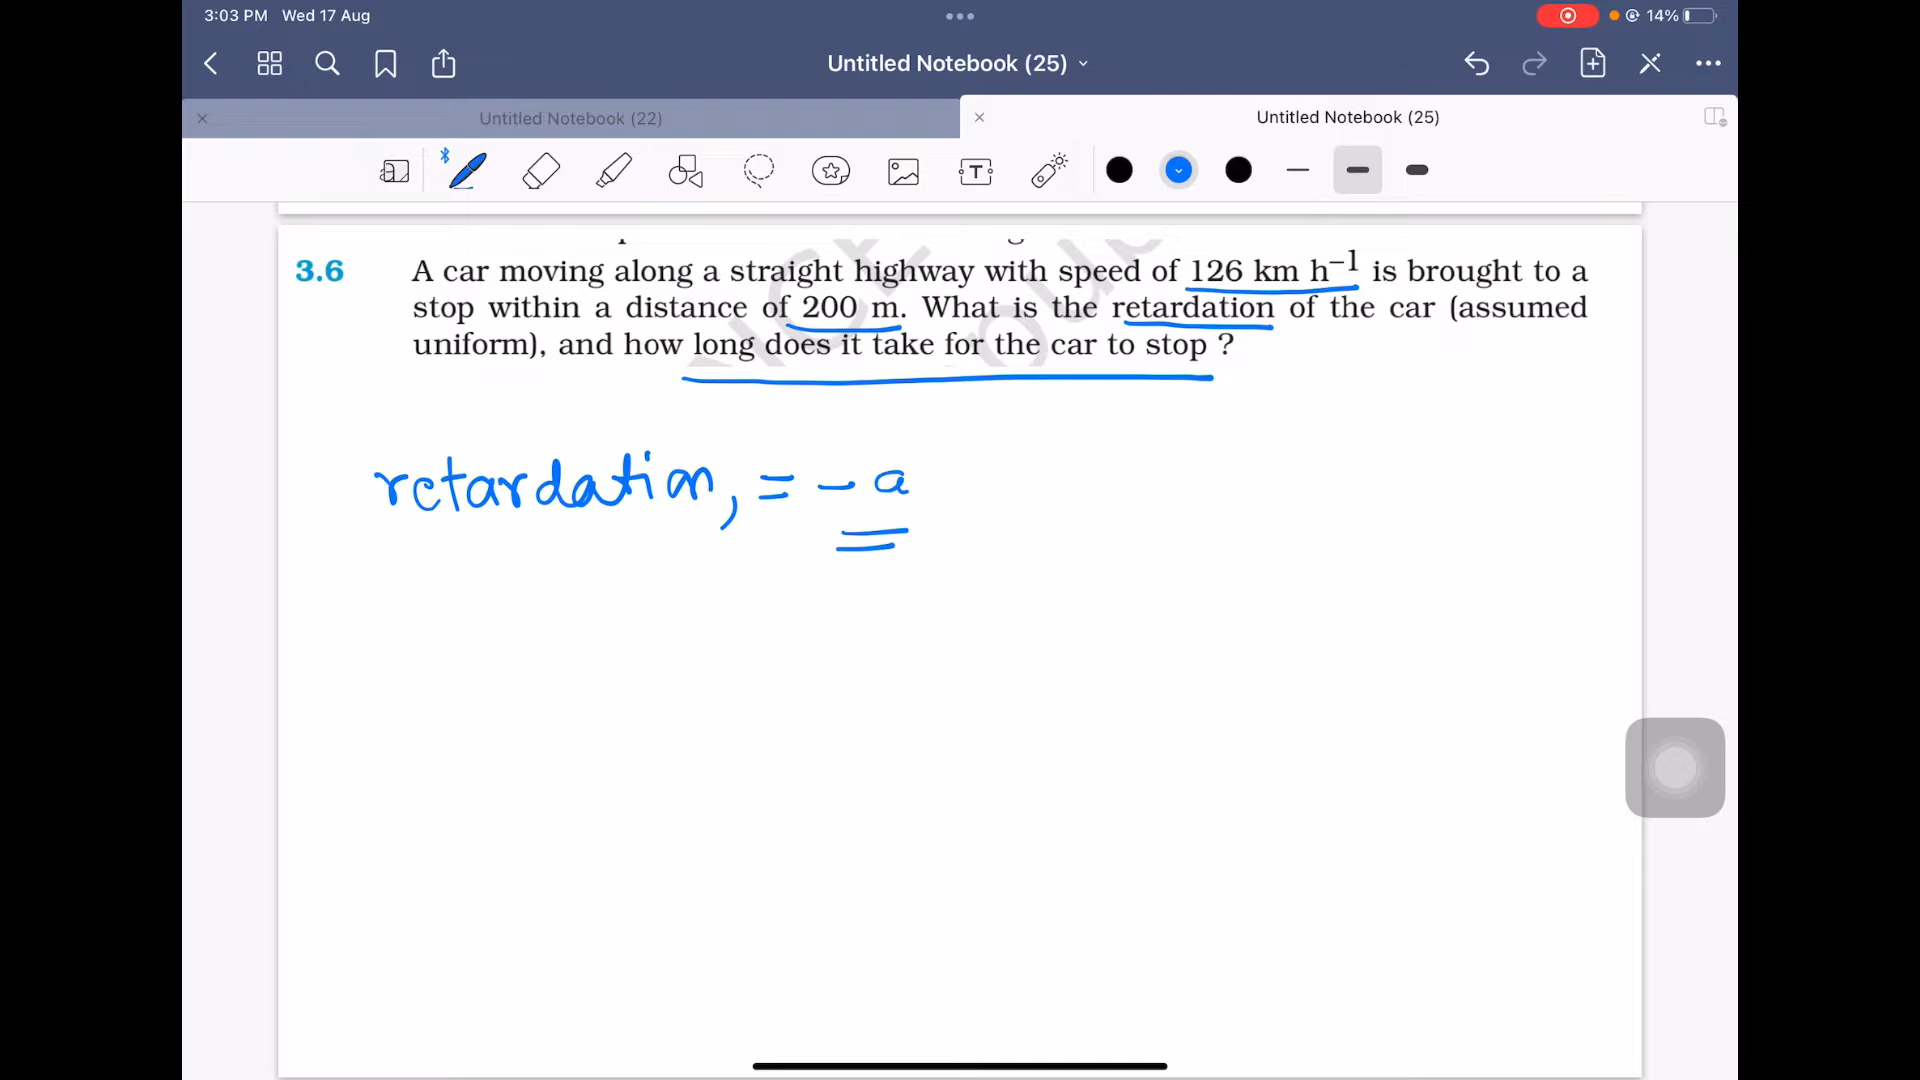 3:03 PM Wed 17 Aug 14%
Untitled Notebook (25)
Untitled Notebook (22)
Untitled Notebook (25)
3.6 A car moving along a straight highway with speed of 126 km h⁻¹ is brought to a
stop within a distance of 200 m. What is the retardation of the car (assumed
uniform), and how long does it take for the car to stop ?
retardation, = - a